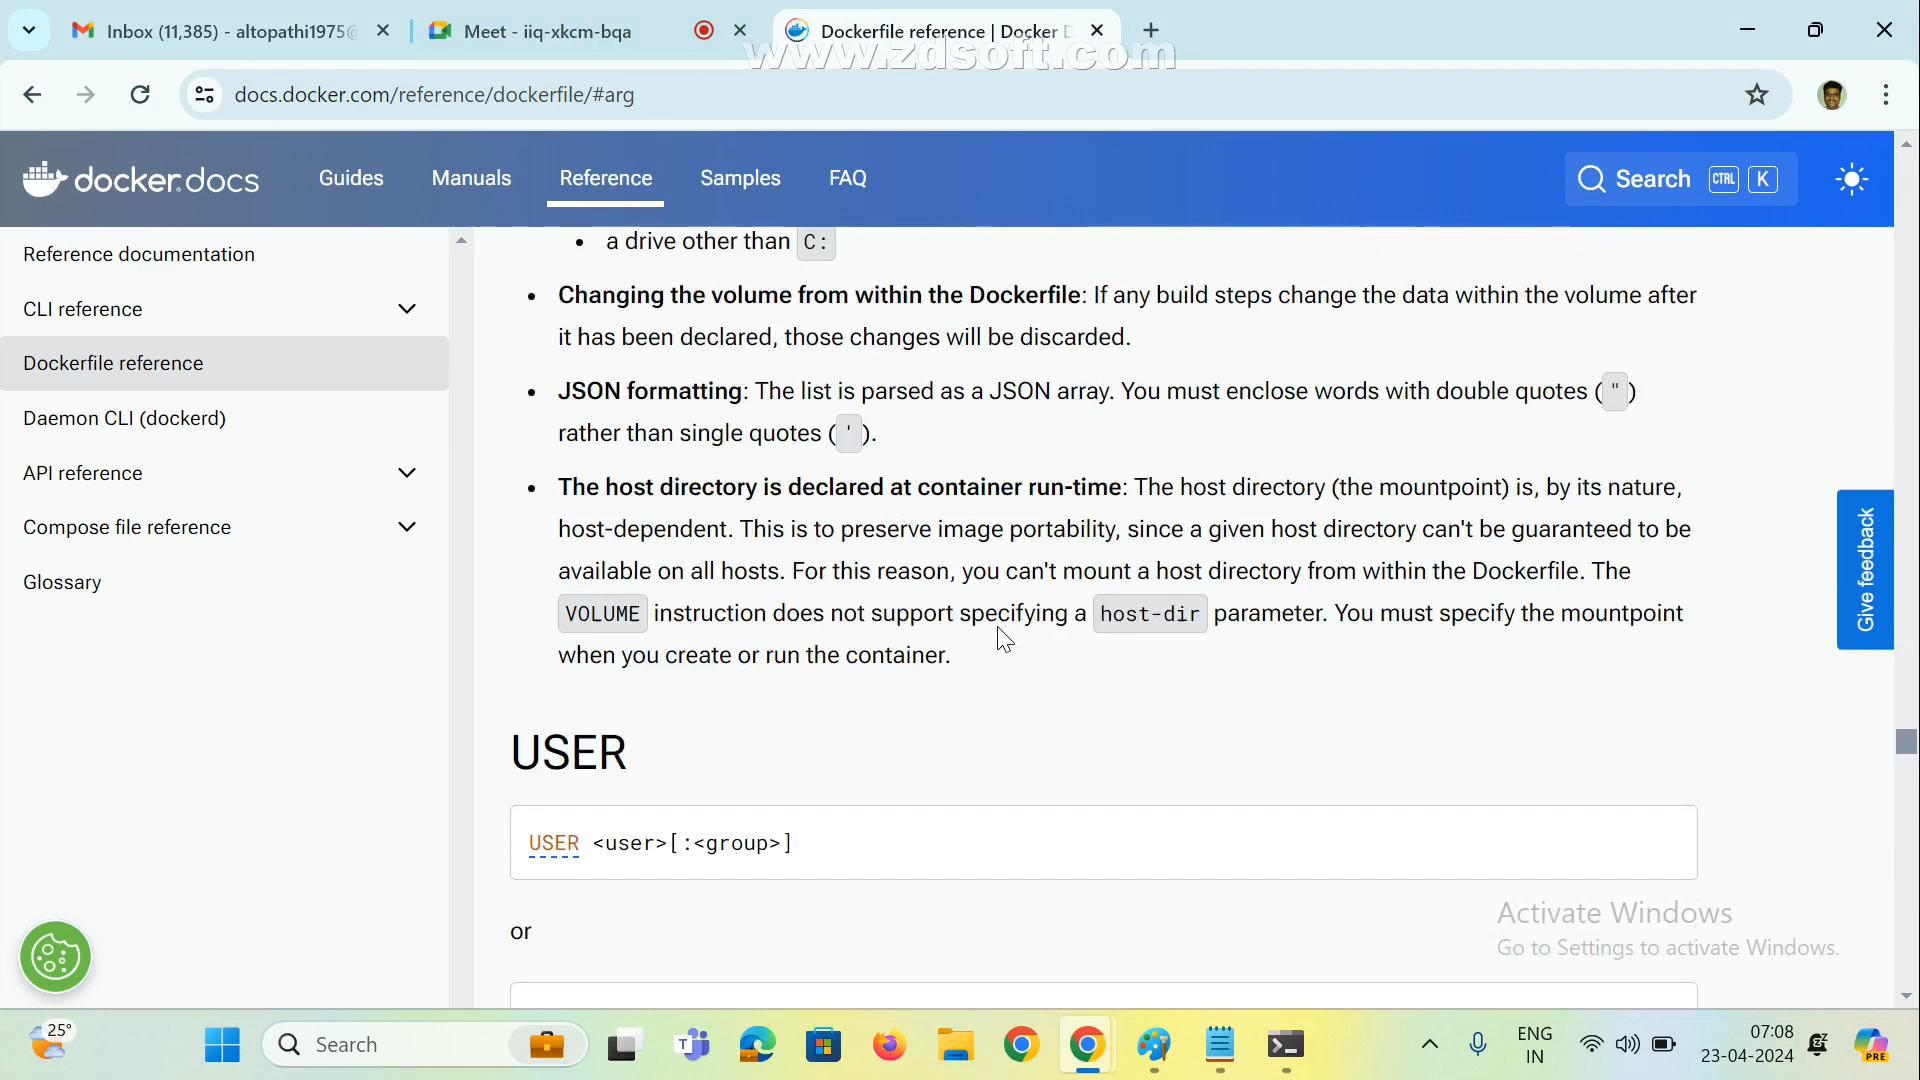 Inbox (11,385) - altopathi1975@
Meet - iiq-xkcm-bqa
Dockerfile reference | Docker D
www.zdsoft.com
docs.docker.com/reference/dockerfile/#arg
docker.docs
Guides
Manuals
Reference
Samples
FAQ
Search
CTRL
K
Reference documentation
CLI reference
Dockerfile reference
Daemon CLI (dockerd)
API reference
Compose file reference
Glossary
• a drive other than C:
• Changing the volume from within the Dockerfile: If any build steps change the data within the volume after
it has been declared, those changes will be discarded.
• JSON formatting: The list is parsed as a JSON array. You must enclose words with double quotes ( " )
rather than single quotes ( ' ).
• The host directory is declared at container run-time: The host directory (the mountpoint) is, by its nature,
host-dependent. This is to preserve image portability, since a given host directory can't be guaranteed to be
available on all hosts. For this reason, you can't mount a host directory from within the Dockerfile. The
VOLUME instruction does not support specifying a host-dir parameter. You must specify the mountpoint
when you create or run the container.
USER
USER <user>[:<group>]
or
Give feedback
Activate Windows
Go to Settings to activate Windows.
25°
Search
ENG
IN
07:08
23-04-2024
PRE